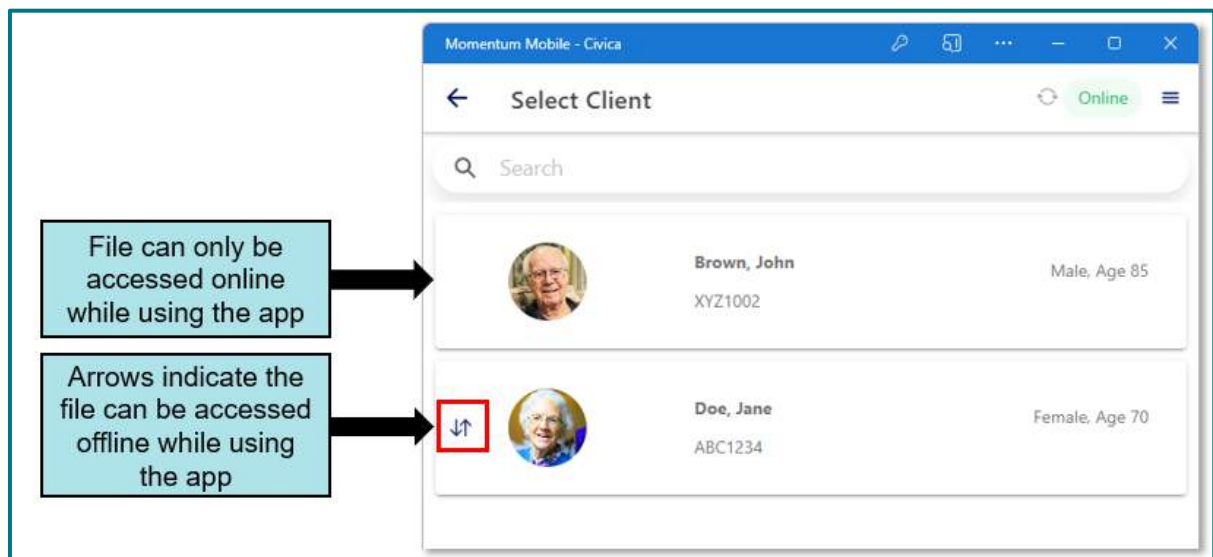 Momentum Mobile - Civica
Select Client
Online
Search
File can only be
accessed online
while using the app
Brown, John
Male, Age 85
XYZ1002
Arrows indicate the
file can be accessed
offline while using
the app
Doe, Jane
Female, Age 70
ABC1234